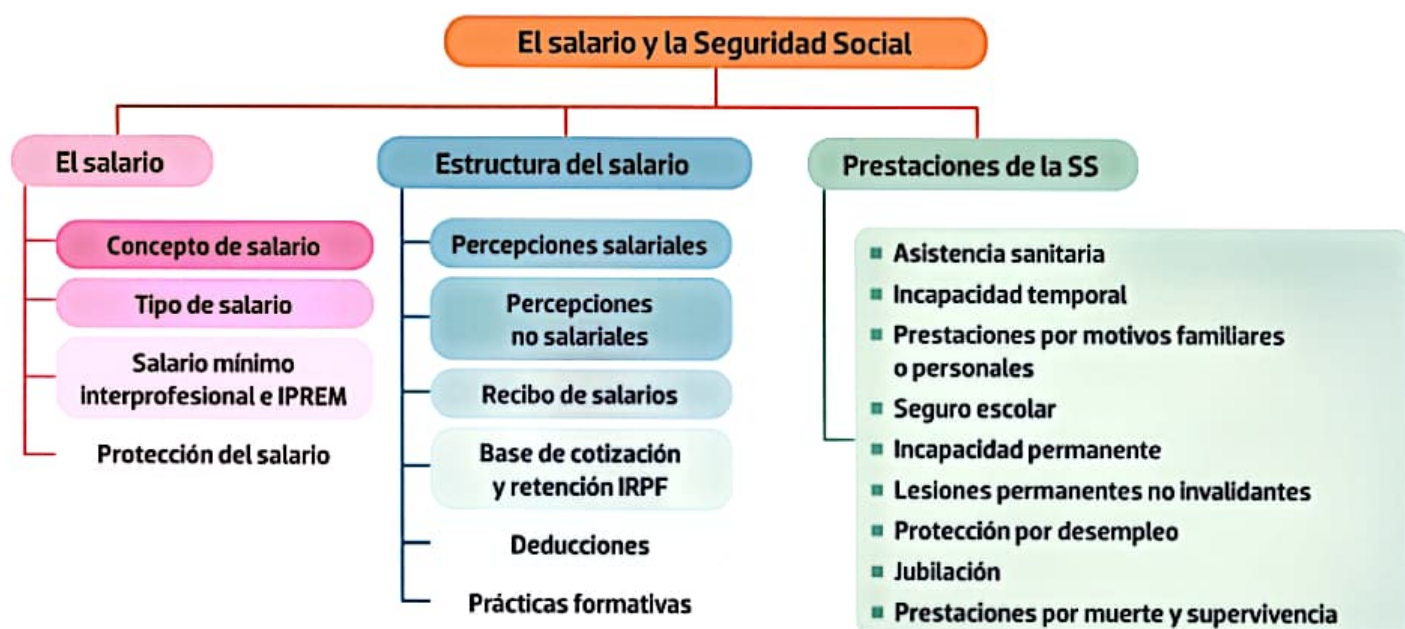 El salario y la Seguridad Social
El salario
Concepto de salario
Tipo de salario
Salario mínimo
interprofesional e IPREM
Protección del salario
Estructura del salario
Percepciones salariales
Percepciones
no salariales
Recibo de salarios
Base de cotización
y retención IRPF
Deducciones
Prácticas formativas
Prestaciones de la SS
Asistencia sanitaria
Incapacidad temporal
Prestaciones por motivos familiares
o personales
Seguro escolar
Incapacidad permanente
Lesiones permanentes no invalidantes
Protección por desempleo
Jubilación
Prestaciones por muerte y supervivencia